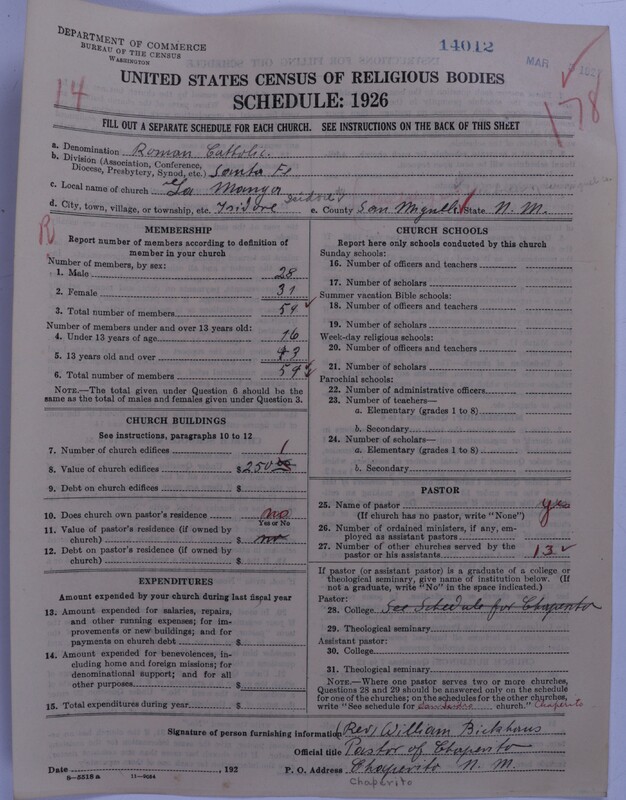 DEPARTMENT OF COMMERCE
BUREAU OF THE CENSUS
WASHINGTON
14012
MAR
14
178
UNITED STATES CENSUS OF RELIGIOUS BODIES
SCHEDULE: 1926
FILL OUT A SEPARATE SCHEDULE FOR EACH CHURCH. SEE INSTRUCTIONS ON THE BACK OF THIS SHEET
a. Denomination Roman Catholic
b. Division (Association, Conference, Diocese, Presbytery, Synod, etc.) Santa Fe
c. Local name of church La Manga
d. City, town, village, or township, etc. Isidore e. County San Miguel State N. M.
R
MEMBERSHIP
Report number of members according to definition of
member in your church
Number of members, by sex:
1. Male 28
2. Female 31
3. Total number of members 59
Number of members under and over 13 years old:
4. Under 13 years of age 16
5. 13 years old and over 43
6. Total number of members 59
NOTE.—The total given under Question 6 should be the
same as the total of males and females given under Question 3.
CHURCH BUILDINGS
See instructions, paragraphs 10 to 12
7. Number of church edifices 1
8. Value of church edifices $250
9. Debt on church edifices $
10. Does church own pastor's residence no
Yes or No
11. Value of pastor's residence (if owned by
church) $ no
12. Debt on pastor's residence (if owned by
church) $
EXPENDITURES
Amount expended by your church during last fiscal year
13. Amount expended for salaries, repairs,
and other running expenses; for im-
provements or new buildings; and for
payments on church debt $
14. Amount expended for benevolences, in-
cluding home and foreign missions; for
denominational support; and for all
other purposes $
15. Total expenditures during year $
CHURCH SCHOOLS
Report here only schools conducted by this church
Sunday schools:
16. Number of officers and teachers
17. Number of scholars
Summer vacation Bible schools:
18. Number of officers and teachers
19. Number of scholars
Week-day religious schools:
20. Number of officers and teachers
21. Number of scholars
Parochial schools:
22. Number of administrative officers
23. Number of teachers—
a. Elementary (grades 1 to 8)
b. Secondary
24. Number of scholars—
a. Elementary (grades 1 to 8)
b. Secondary
PASTOR
25. Name of pastor yes
(If church has no pastor, write "None")
26. Number of ordained ministers, if any, em-
ployed as assistant pastors
27. Number of other churches served by the
pastor or his assistants 13
If pastor (or assistant pastor) is a graduate of a college or
theological seminary, give name of institution below. (If
not a graduate, write "No" in the space indicated.)
Pastor:
28. College See Schedule for Chaperito
29. Theological seminary
Assistant pastor:
30. College
31. Theological seminary
NOTE.—Where one pastor serves two or more churches,
Questions 28 and 29 should be answered only on the schedule
for one of the churches; on the schedules for the other churches,
write "See schedule for church." Chaperito
Signature of person furnishing information (Rev) William Bickhaus
Official title Pastor of Chaperito
Date , 192 P. O. Address Chaperito N. M.
8-5518 a 11-9084 Chaperito